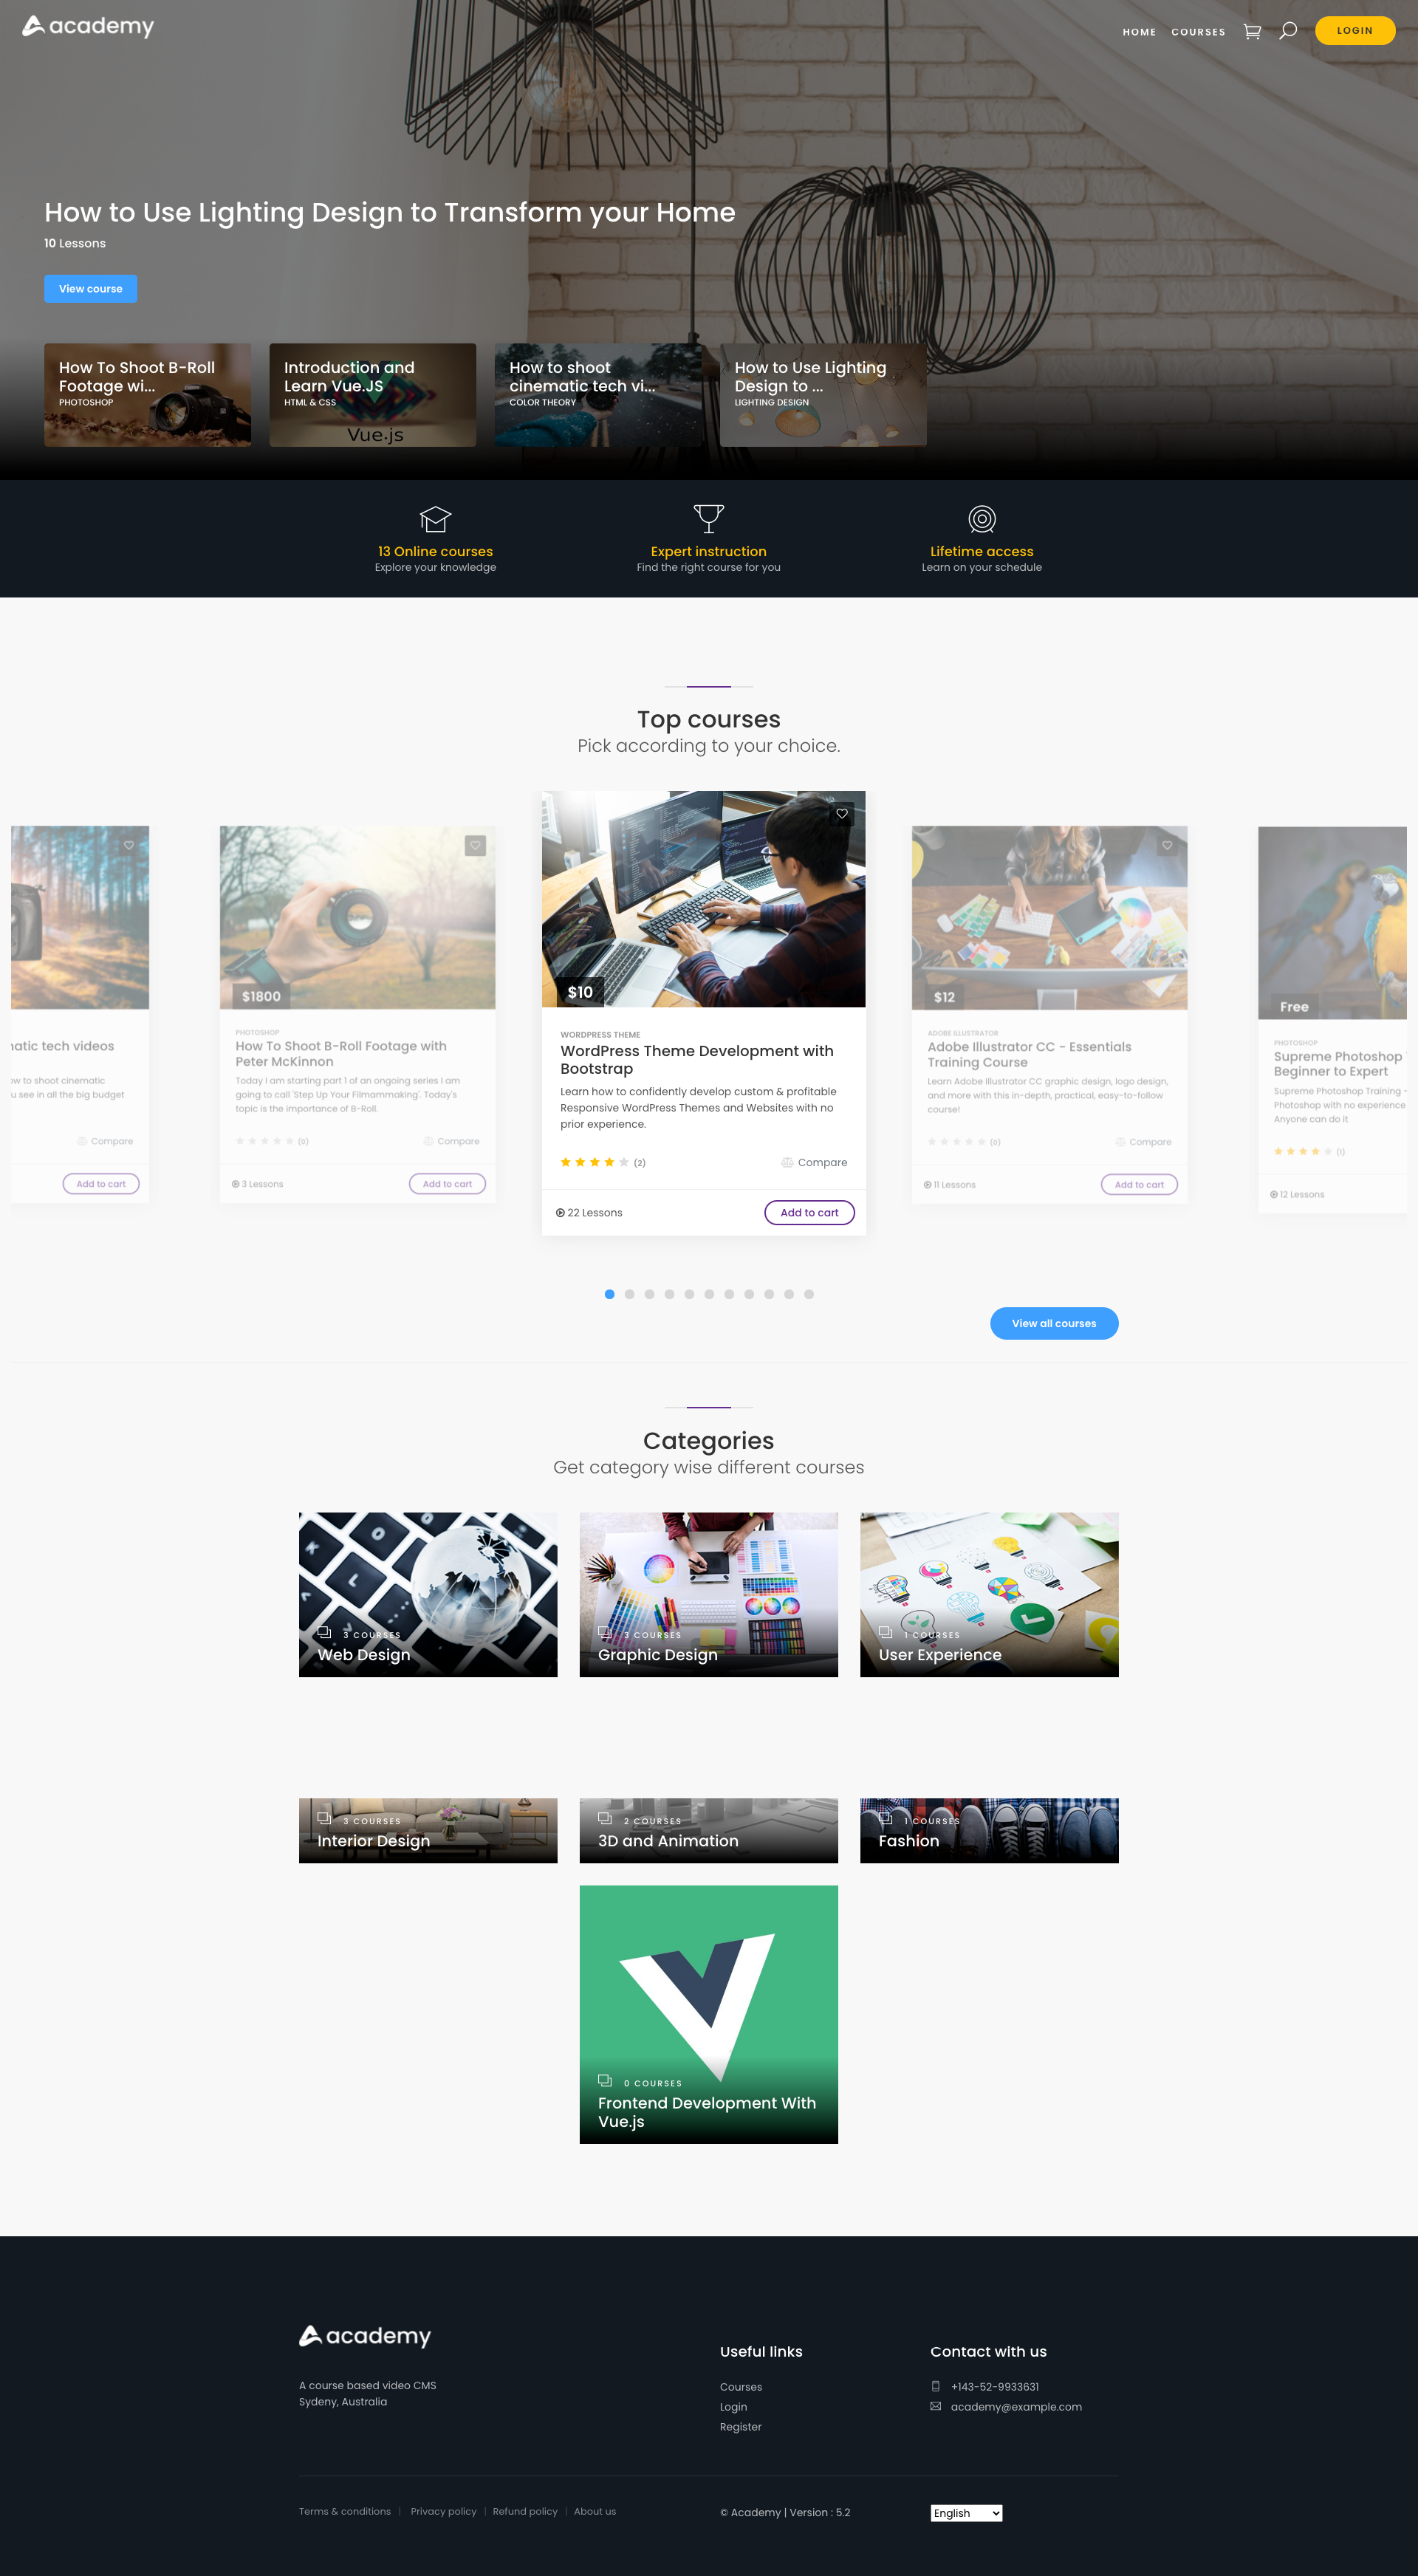 academy
HOME COURSES LOGIN
How to Use Lighting Design to Transform your Home
10 Lessons
View course
How To Shoot B-Roll
Footage wi...
PHOTOSHOP
Introduction and
Learn Vue.JS
HTML & CSS
Vue.js
How to shoot
cinematic tech vi...
COLOR THEORY
How to Use Lighting
Design to ...
LIGHTING DESIGN
13 Online courses
Explore your knowledge
Expert instruction
Find the right course for you
Lifetime access
Learn on your schedule
Top courses
Pick according to your choice.
natic tech videos
ow to shoot cinematic
u see in all the big budget
Compare
Add to cart
$1800
PHOTOSHOP
How To Shoot B-Roll Footage with
Peter McKinnon
Today I am starting part 1 of an ongoing series I am
going to call 'Step Up Your Filmammaking'. Today's
topic is the importance of B-Roll.
(0) Compare
3 Lessons Add to cart
$10
WORDPRESS THEME
WordPress Theme Development with
Bootstrap
Learn how to confidently develop custom & profitable
Responsive WordPress Themes and Websites with no
prior experience.
(2) Compare
22 Lessons Add to cart
$12
ADOBE ILLUSTRATOR
Adobe Illustrator CC - Essentials
Training Course
Learn Adobe Illustrator CC graphic design, logo design,
and more with this in-depth, practical, easy-to-follow
course!
(0) Compare
11 Lessons Add to cart
Free
PHOTOSHOP
Supreme Photoshop
Beginner to Expert
Supreme Photoshop Training -
Photoshop with no experience
Anyone can do it
(1)
12 Lessons
View all courses
Categories
Get category wise different courses
3 COURSES
Web Design
3 COURSES
Graphic Design
1 COURSES
User Experience
3 COURSES
Interior Design
2 COURSES
3D and Animation
1 COURSES
Fashion
0 COURSES
Frontend Development With
Vue.js
academy
A course based video CMS
Sydeny, Australia
Useful links
Courses
Login
Register
Contact with us
+143-52-9933631
academy@example.com
Terms & conditions | Privacy policy | Refund policy | About us
© Academy | Version : 5.2
English